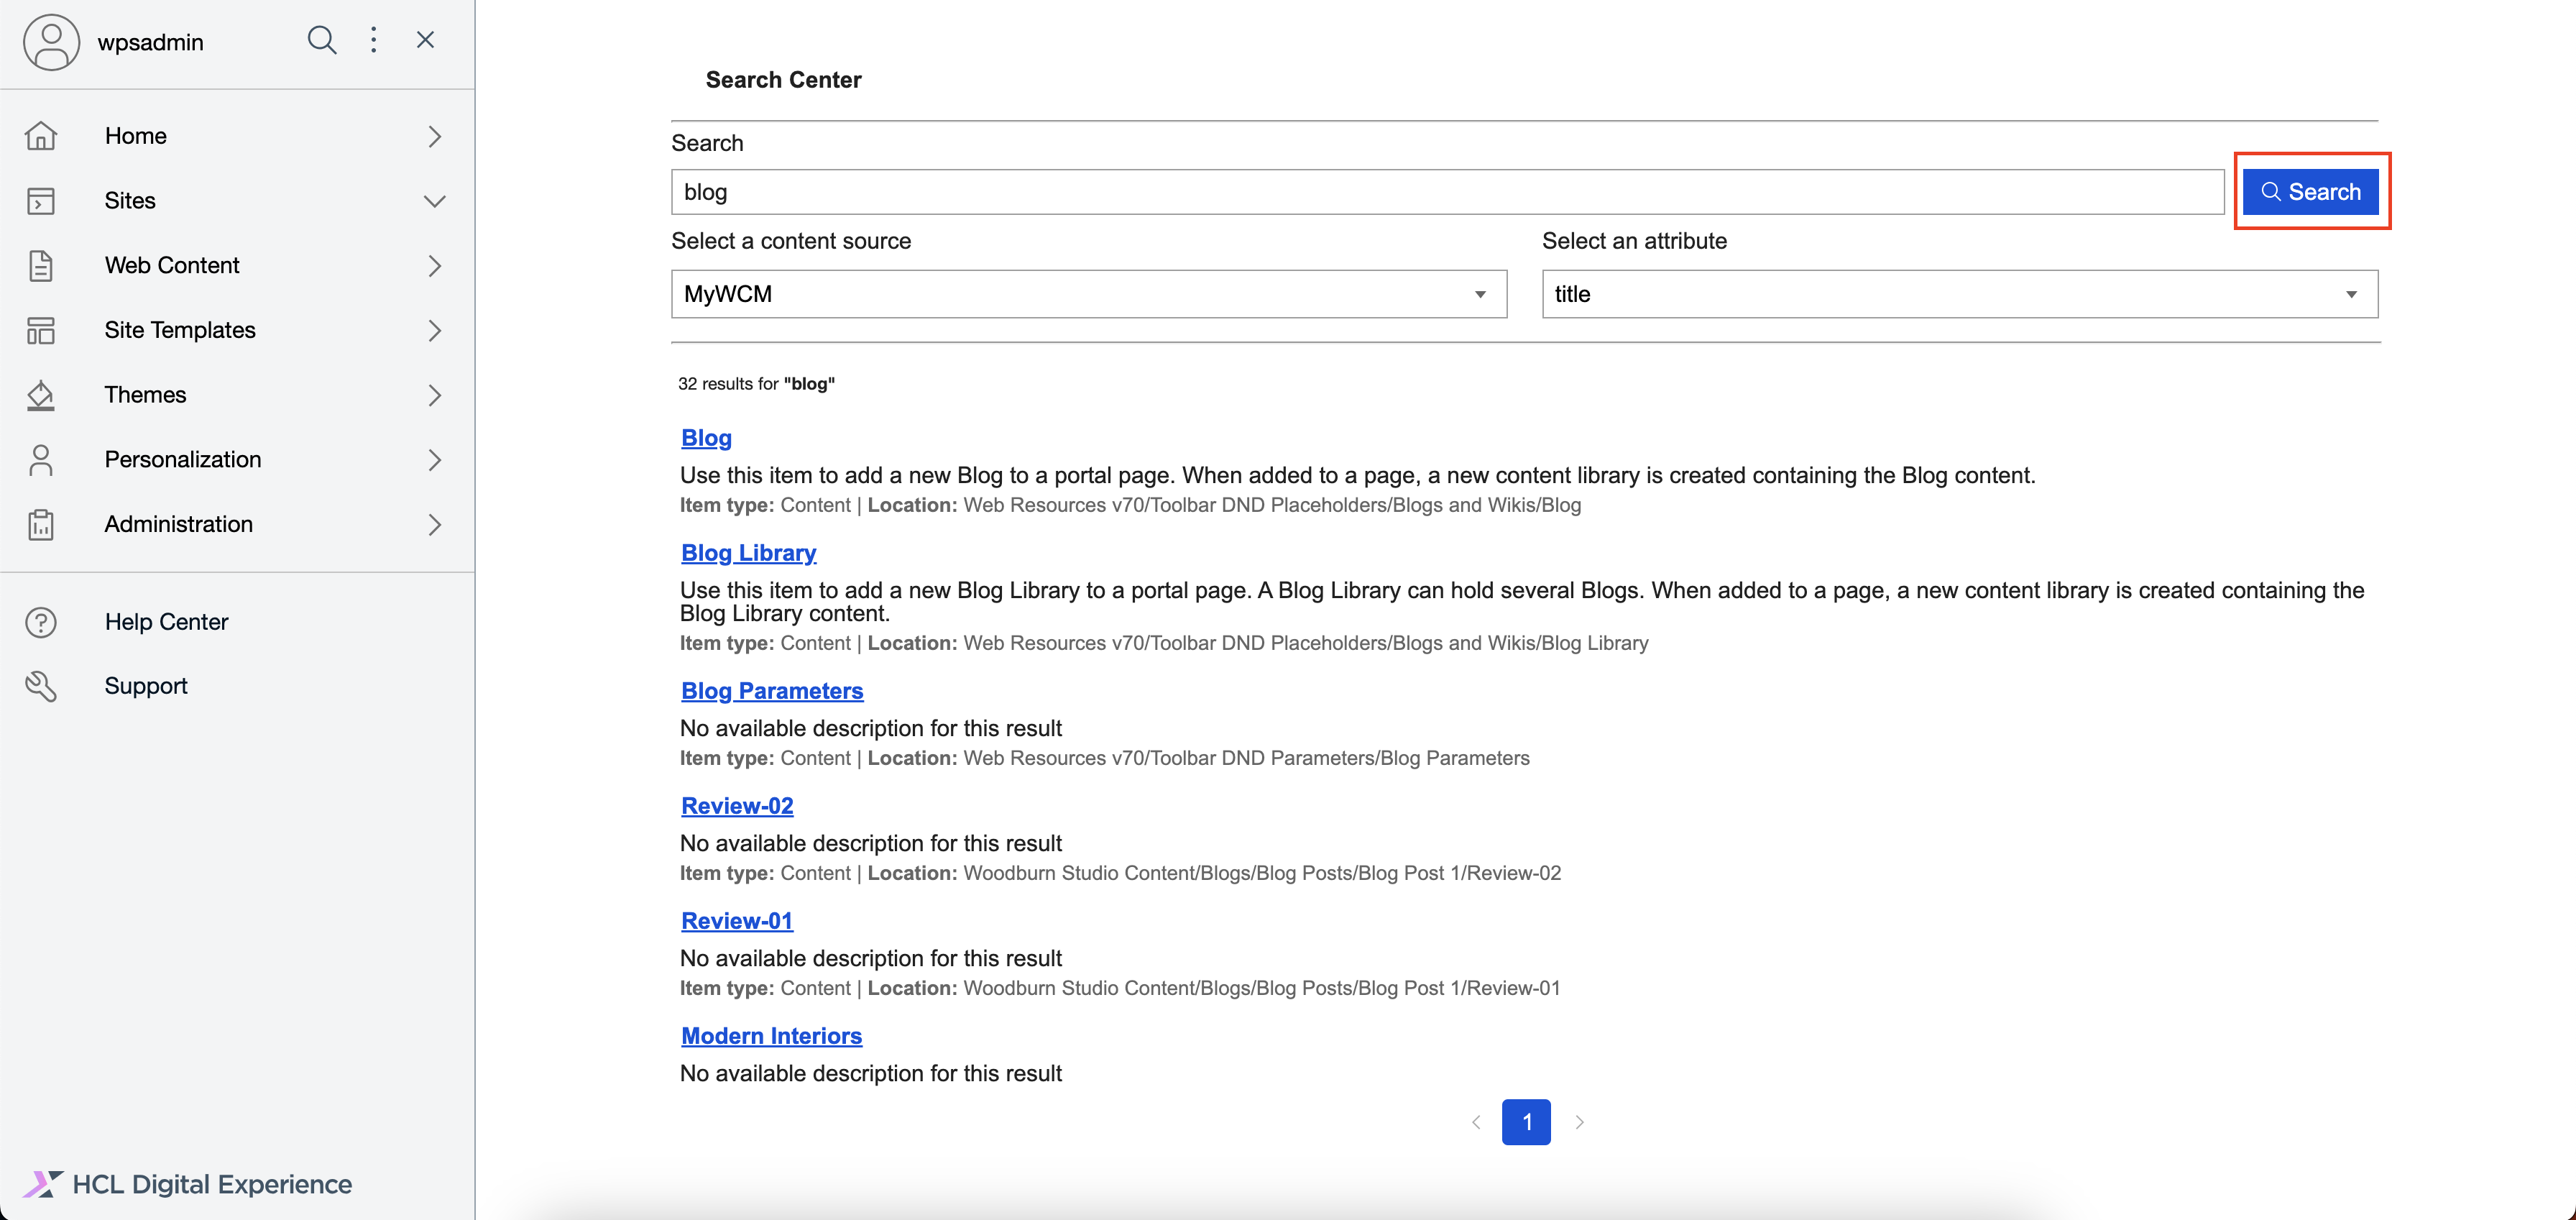 wpsadmin
Home
Sites
Web Content
Site Templates
Themes
Personalization
Administration
Help Center
Support
HCL Digital Experience
Search Center
Search
blog
Search
Select a content source
Select an attribute
MyWCM
title
32 results for "blog"
Blog
Use this item to add a new Blog to a portal page. When added to a page, a new content library is created containing the Blog content.
Item type: Content | Location: Web Resources v70/Toolbar DND Placeholders/Blogs and Wikis/Blog
Blog Library
Use this item to add a new Blog Library to a portal page. A Blog Library can hold several Blogs. When added to a page, a new content library is created containing the
Blog Library content.
Item type: Content | Location: Web Resources v70/Toolbar DND Placeholders/Blogs and Wikis/Blog Library
Blog Parameters
No available description for this result
Item type: Content | Location: Web Resources v70/Toolbar DND Parameters/Blog Parameters
Review-02
No available description for this result
Item type: Content | Location: Woodburn Studio Content/Blogs/Blog Posts/Blog Post 1/Review-02
Review-01
No available description for this result
Item type: Content | Location: Woodburn Studio Content/Blogs/Blog Posts/Blog Post 1/Review-01
Modern Interiors
No available description for this result
1